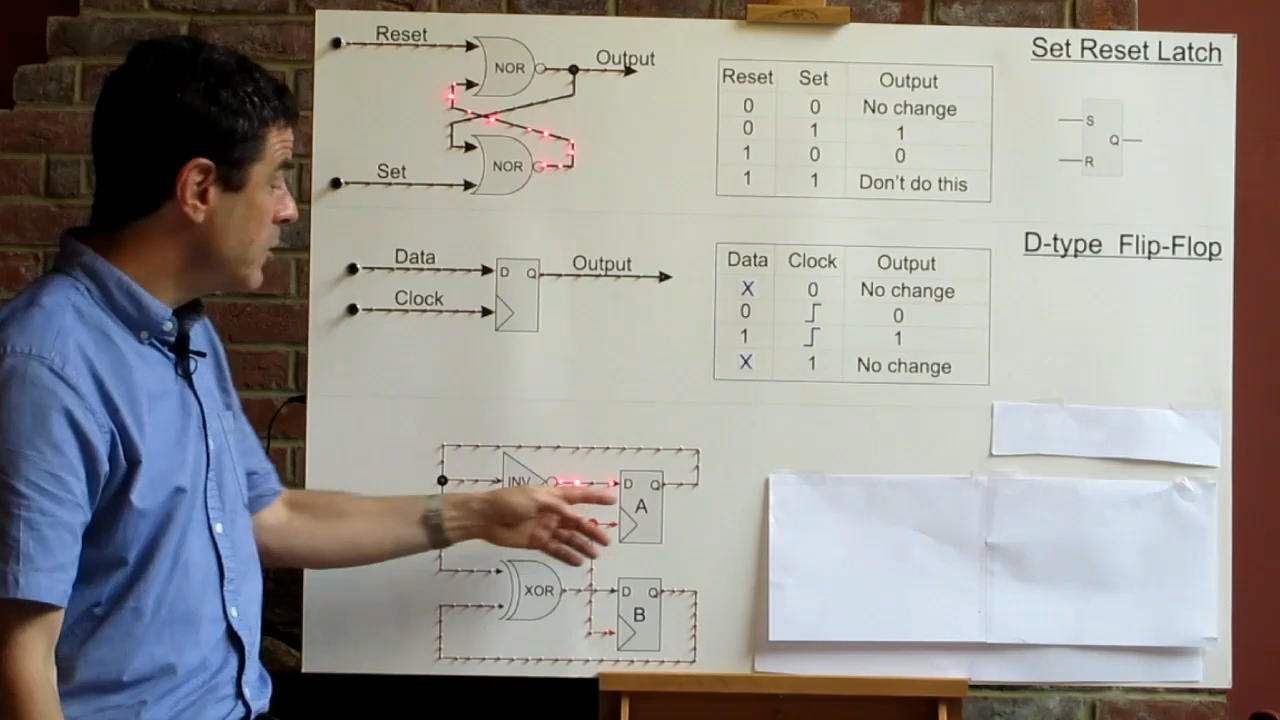 Set Reset Latch
Reset
NOR
Output
NOR
Set
Reset Set Output
0 0 No change
0 1 1
1 0 0
1 1 Don't do this
S
Q
R
D-type Flip-Flop
Data
Clock
D Q
Output
Data Clock Output
X 0 No change
0 0
1 1
X 1 No change
INV
D Q
A
XOR
D Q
B